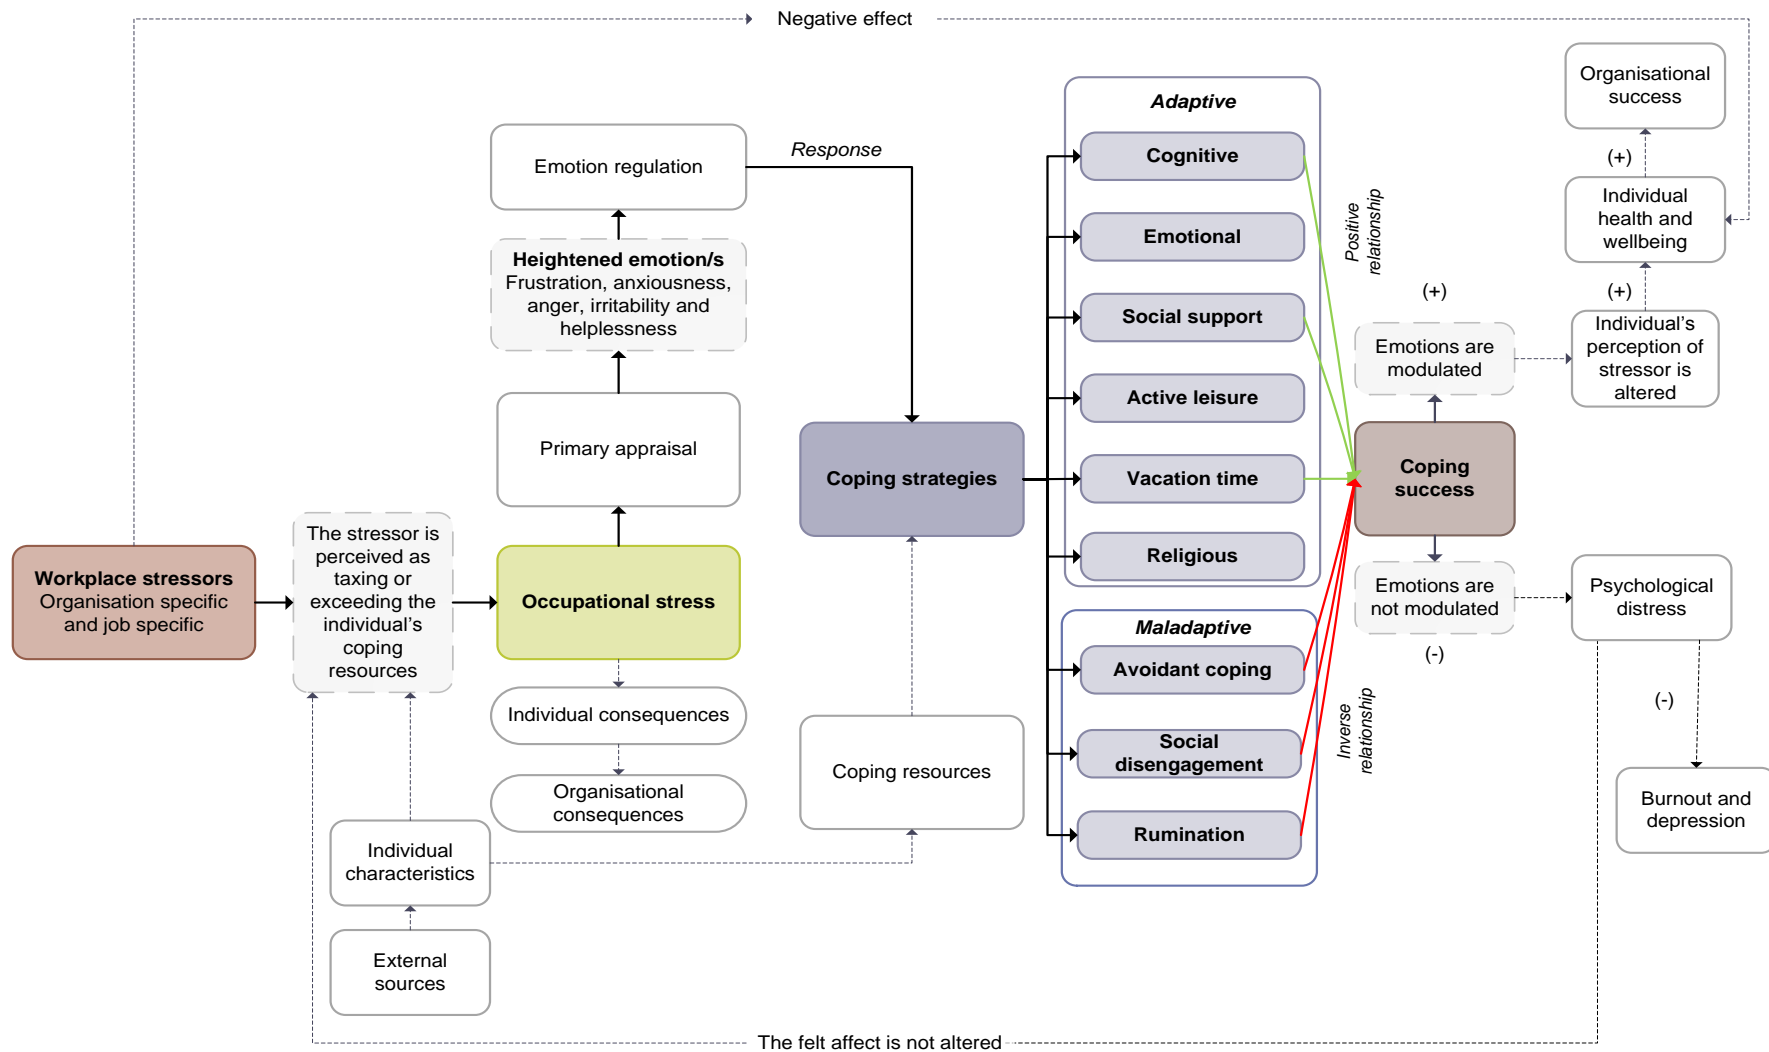 Negative effect
Organisational
success
Adaptive
Emotion regulation
Response
Cognitive
(+)
Individual
health and
wellbeing
Positive
relationship
Heightened emotion/s
Frustration, anxiousness,
anger, irritability and
helplessness
Emotional
(+)
(+)
Social support
Emotions are
modulated
Individual's
perception of
stressor is
altered
Active leisure
Primary appraisal
Coping strategies
Vacation time
Coping
success
The stressor is
perceived as
taxing or
exceeding the
individual's
coping
resources
Workplace stressors
Organisation specific
and job specific
Occupational stress
Religious
Emotions are
not modulated
Psychological
distress
Maladaptive
(-)
Avoidant coping
(-)
Individual consequences
Inverse
relationship
Social
disengagement
Coping resources
Organisational
consequences
Burnout and
depression
Rumination
Individual
characteristics
External
sources
The felt affect is not altered